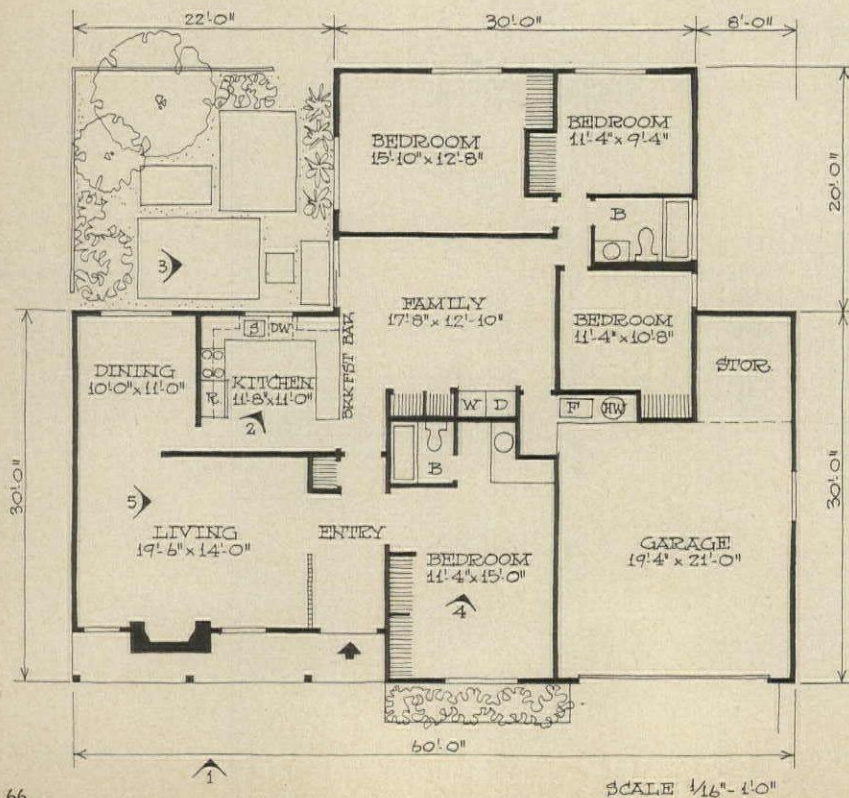 22'-0"
30'-0"
8'-0"
BEDROOM
15'-10" x 12'-8"
BEDROOM
11'-4" x 9'-4"
B
20'-0"
3
FAMILY
17'-8" x 12'-10"
BEDROOM
11'-4" x 10'-8"
STOR.
S DW
DINING
10'-0" x 11'-0"
KITCHEN
11'-8" x 11'-0"
R
BRKFST BAR
2
W D
F HW
B
30'-0"
30'-0"
5
LIVING
19'-6" x 14'-0"
ENTRY
BEDROOM
11'-4" x 15'-0"
4
GARAGE
19'-4" x 21'-0"
60'-0"
1
66
SCALE 1/16"-1'-0"